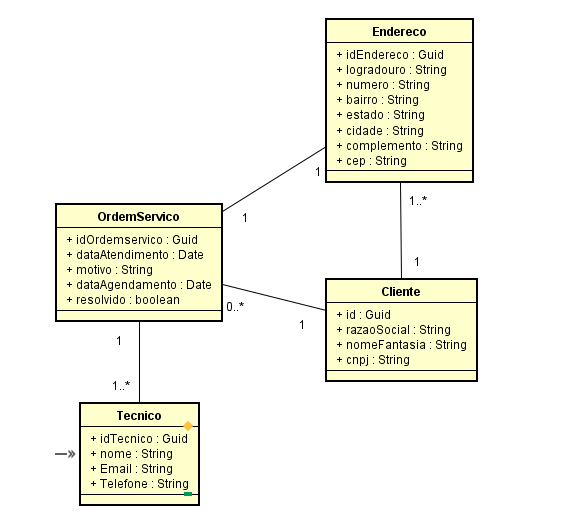 Endereco
+ idEndereco : Guid
+ logradouro : String
+ numero : String
+ bairro : String
+ estado : String
+ cidade : String
+ complemento : String
+ cep : String
1
1..*
1
OrdemServico
+ idOrdemservico : Guid
+ dataAtendimento : Date
+ motivo : String
+ dataAgendamento : Date
+ resolvido : boolean
1
Cliente
+ id : Guid
+ razaoSocial : String
+ nomeFantasia : String
+ cnpj : String
0..*
1
1
1..*
Tecnico
+ idTecnico : Guid
+ nome : String
+ Email : String
+ Telefone : String